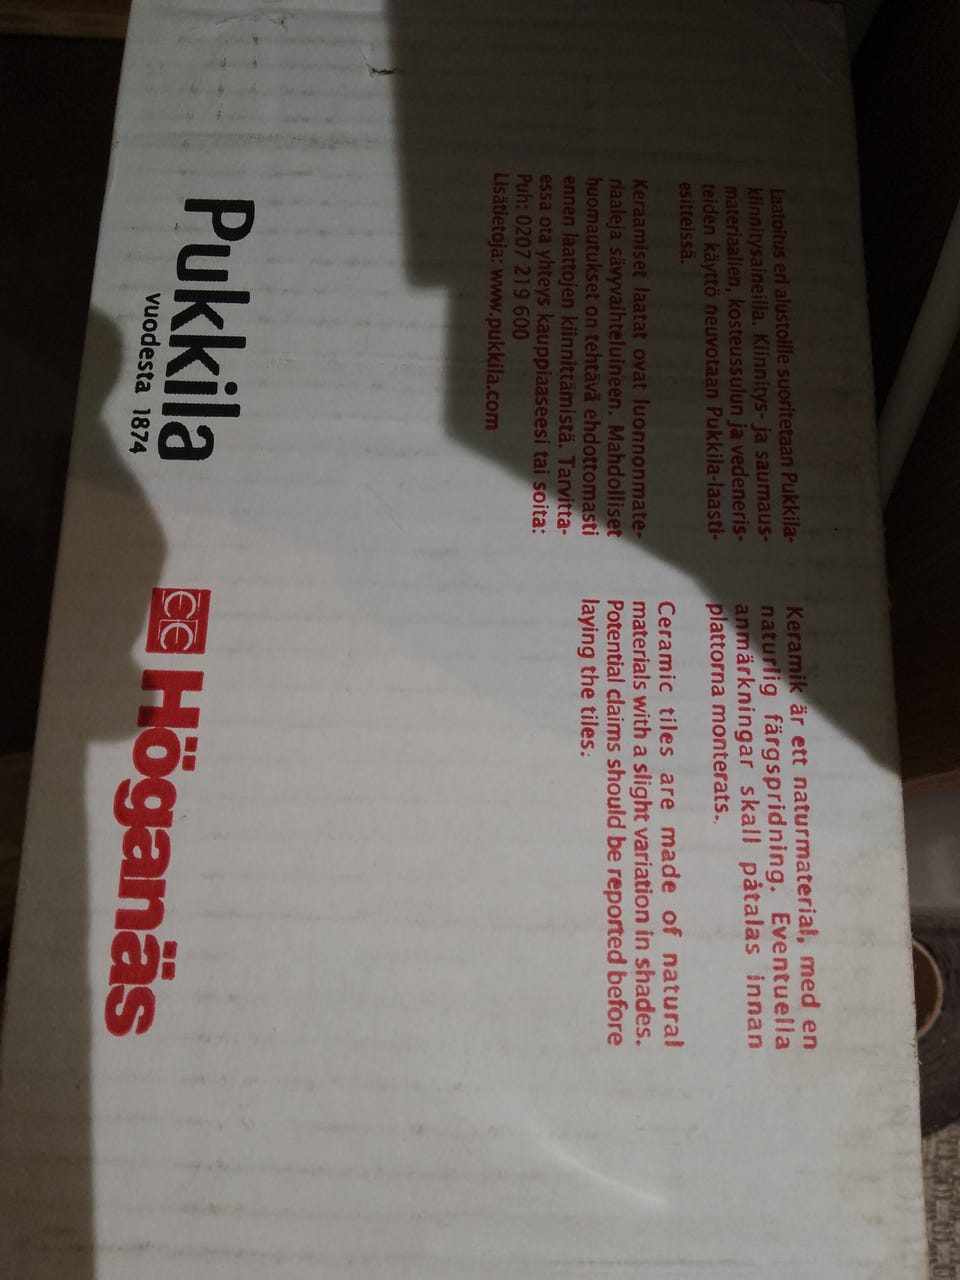 Laatoitus eri alustoille suoritetaan Pukkila-
kiinnitysaineilla. Kiinnitys- ja saumaus-
materiaalien, kosteussulun ja vedeneris-
teiden käyttö neuvotaan Pukkila-laasti-
esitteissä.
Keraamiset laatat ovat luonnonmate-
riaaleja sävyvaihteluineen. Mahdolliset
huomautukset on tehtävä ehdottomasti
ennen laattojen kiinnittämistä. Tarvitta-
essa ota yhteys kauppiaaseesi tai soita:
Puh: 0207 219 600
Lisätietoja: www.pukkila.com
Keramik är ett naturmaterial, med en
naturlig färgspridning. Eventuella
anmärkningar skall påtalas innan
plattorna monterats.
Ceramic tiles are made of natural
materials with a slight variation in shades.
Potential claims should be reported before
laying the tiles.
Pukkila
vuodesta 1874
Höganäs